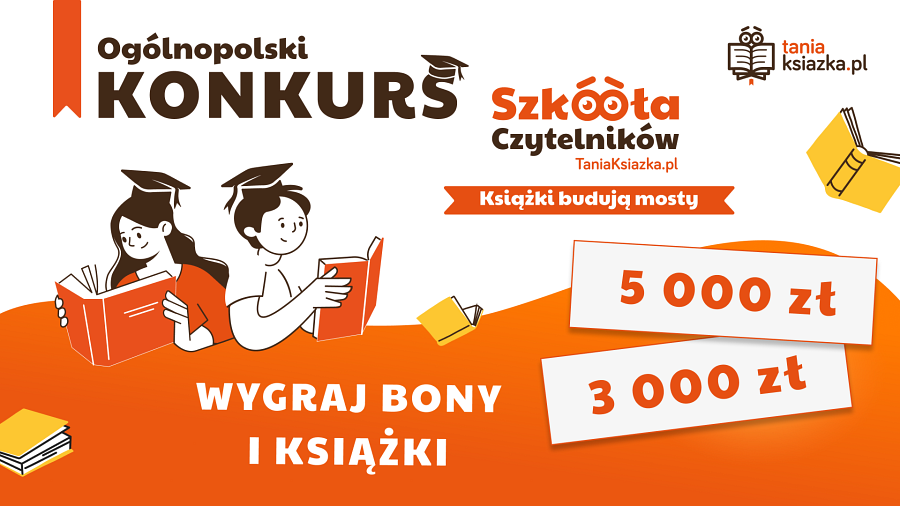 Ogólnopolski
KONKURS
tania
ksiazka.pl
Szkooła
Czytelników
TaniaKsiazka.pl
Książki budują mosty
5 000 zł
3 000 zł
WYGRAJ BONY
I KSIĄŻKI